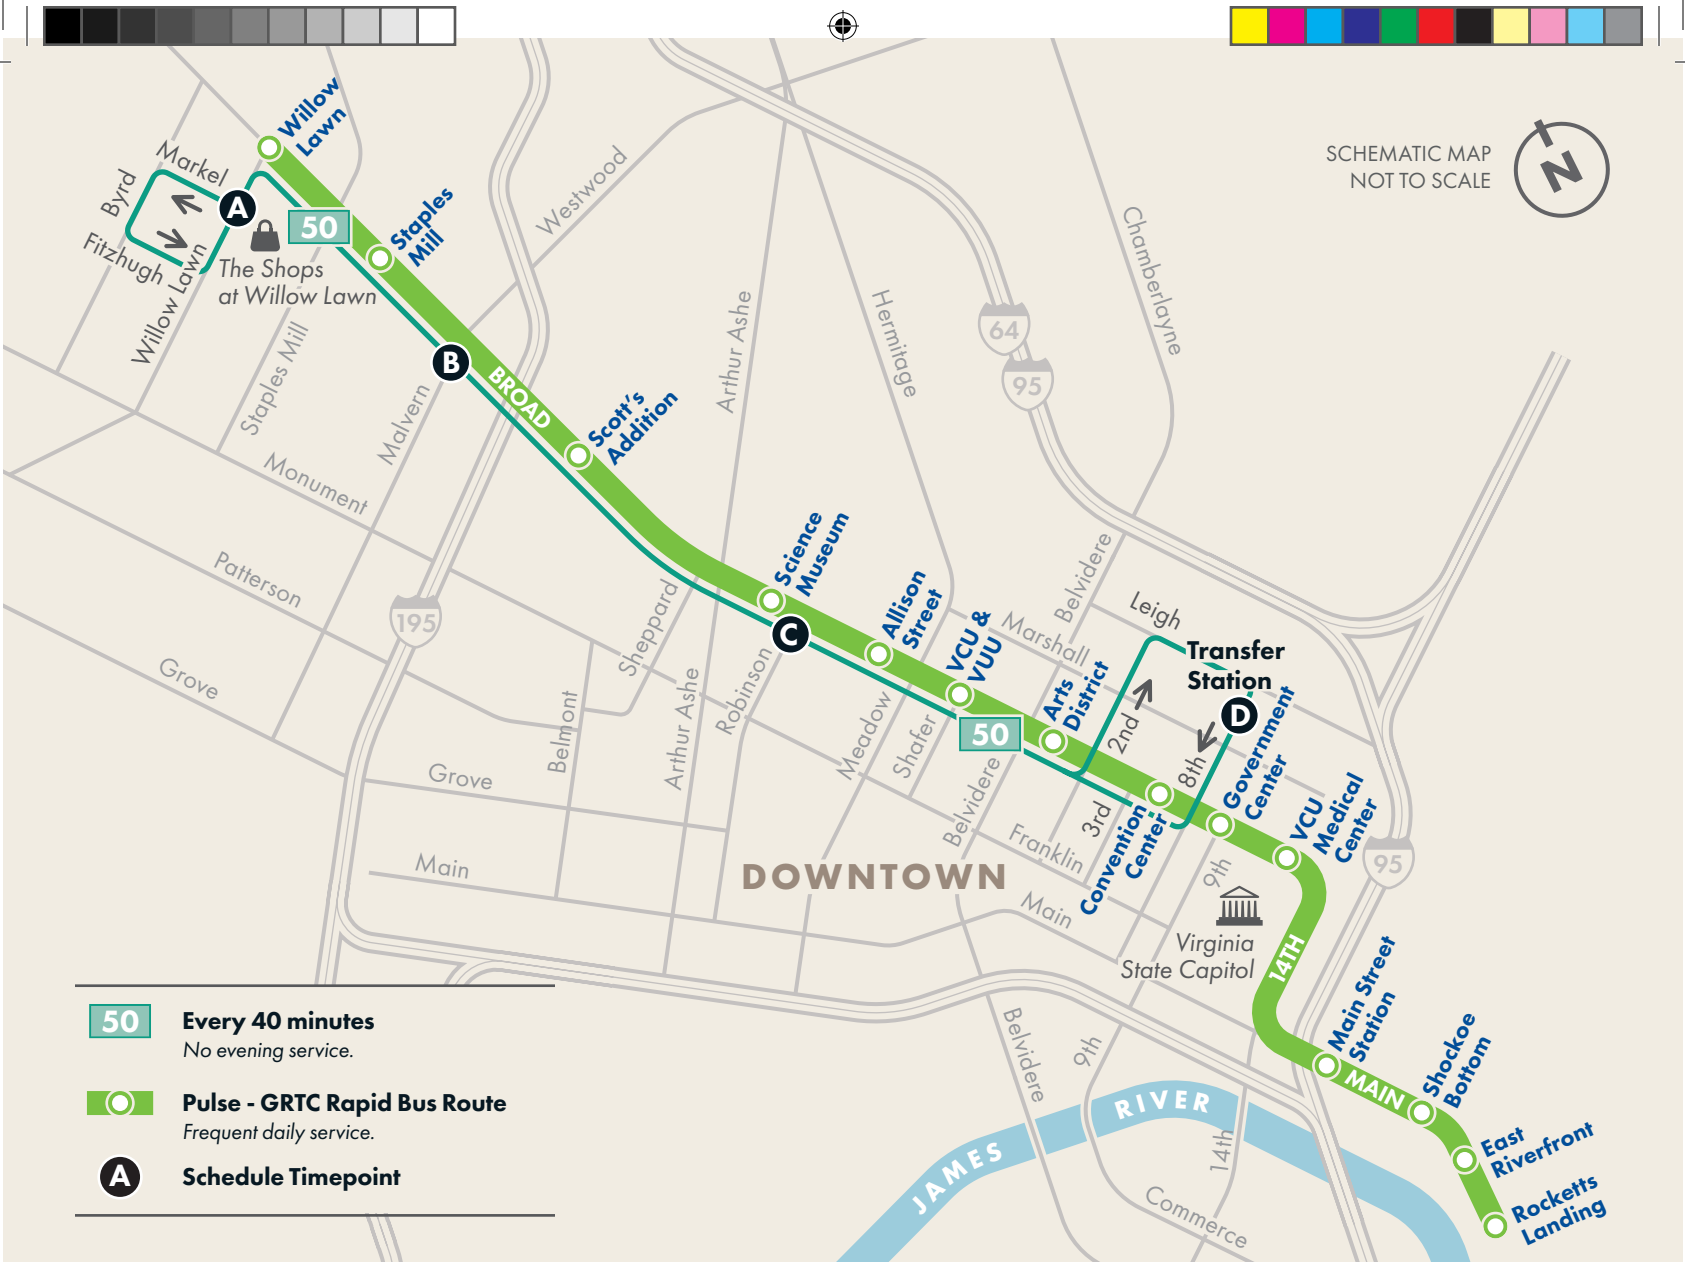 SCHEMATIC MAP
NOT TO SCALE
N
Willow
Lawn
Markel
Byrd
A
Fitzhugh
50
Willow Lawn
The Shops
at Willow Lawn
Staples
Mill
Westwood
Staples Mill
B
BROAD
Malvern
Scott's
Addition
Arthur Ashe
Hermitage
Chamberlayne
64
95
Monument
Patterson
195
Grove
Science
Museum
C
Sheppard
Allison
Street
VCU &
VUU
Belvidere
Marshall
Leigh
Transfer
Station
D
Arts
District
2nd
8th
Government
Center
Belmont
Arthur Ashe
Robinson
Meadow
Shafer
50
Belvidere
3rd
Convention
Center
VCU
Medical
Center
Grove
Main
Franklin
9th
95
DOWNTOWN
Main
Virginia
State Capitol
14TH
Main Street
Station
MAIN
Shockoe
Bottom
East
Riverfront
Rocketts
Landing
Belvidere
9th
14th
JAMES RIVER
Commerce
50
Every 40 minutes
No evening service.
Pulse - GRTC Rapid Bus Route
Frequent daily service.
A
Schedule Timepoint